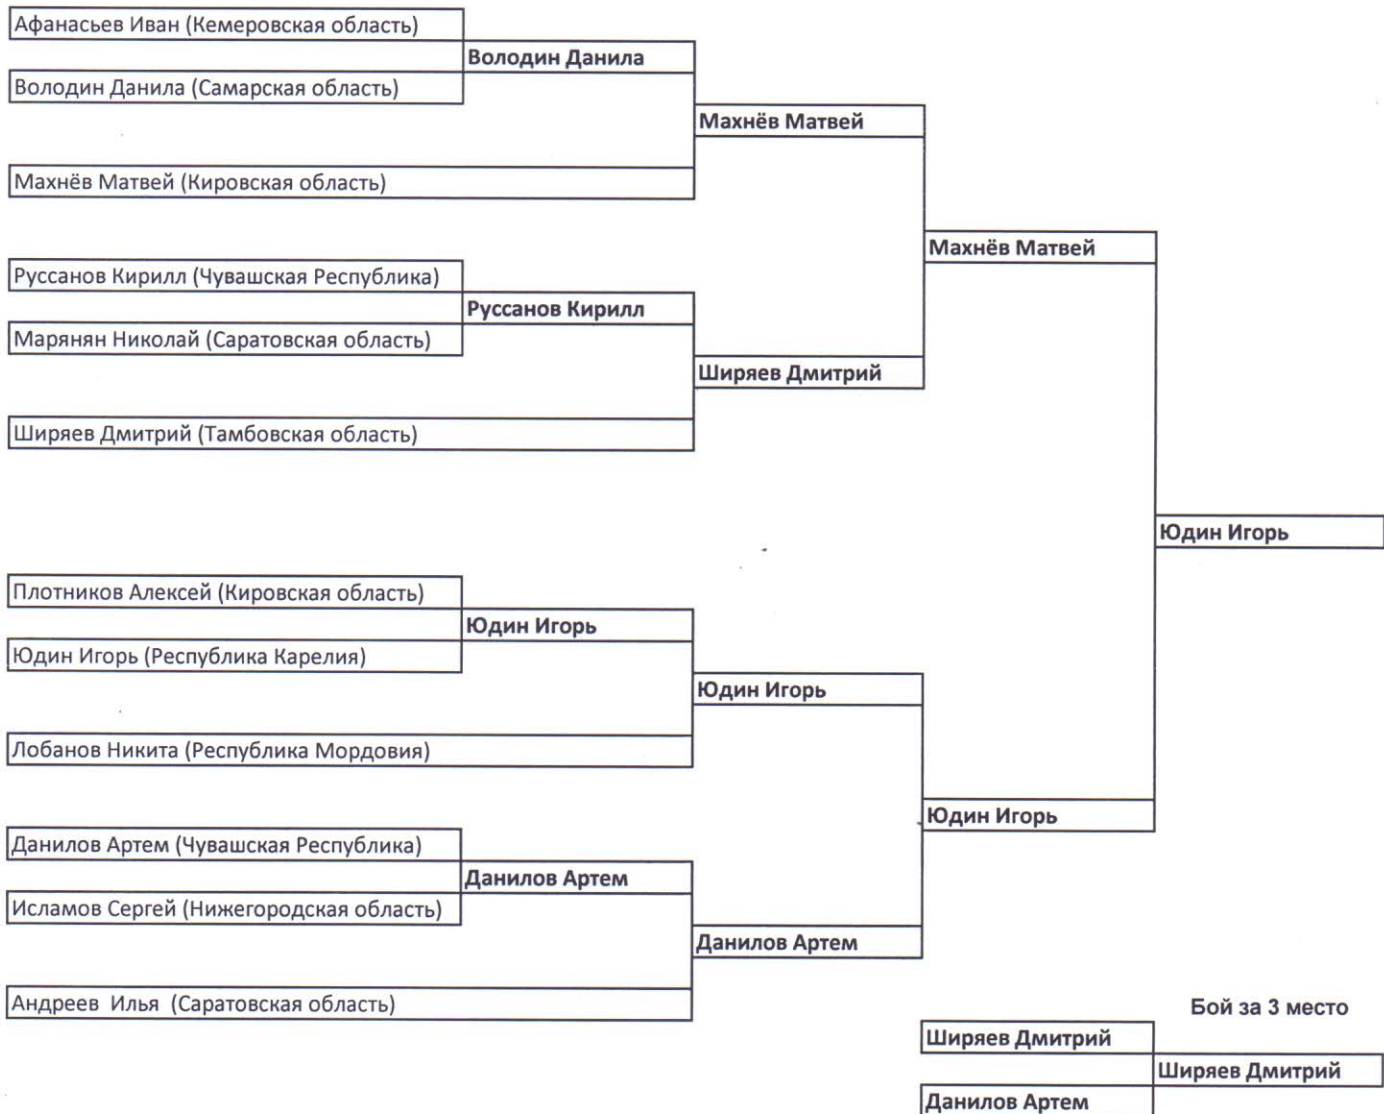 Афанасьев Иван (Кемеровская область)
Володин Данила
Володин Данила (Самарская область)
Махнёв Матвей
Махнёв Матвей (Кировская область)
Махнёв Матвей
Руссанов Кирилл (Чувашская Республика)
Руссанов Кирилл
Марянян Николай (Саратовская область)
Ширяев Дмитрий
Ширяев Дмитрий (Тамбовская область)
Юдин Игорь
Плотников Алексей (Кировская область)
Юдин Игорь
Юдин Игорь (Республика Карелия)
Юдин Игорь
Лобанов Никита (Республика Мордовия)
Юдин Игорь
Данилов Артем (Чувашская Республика)
Данилов Артем
Исламов Сергей (Нижегородская область)
Данилов Артем
Андреев Илья (Саратовская область)
Бой за 3 место
Ширяев Дмитрий
Ширяев Дмитрий
Данилов Артем